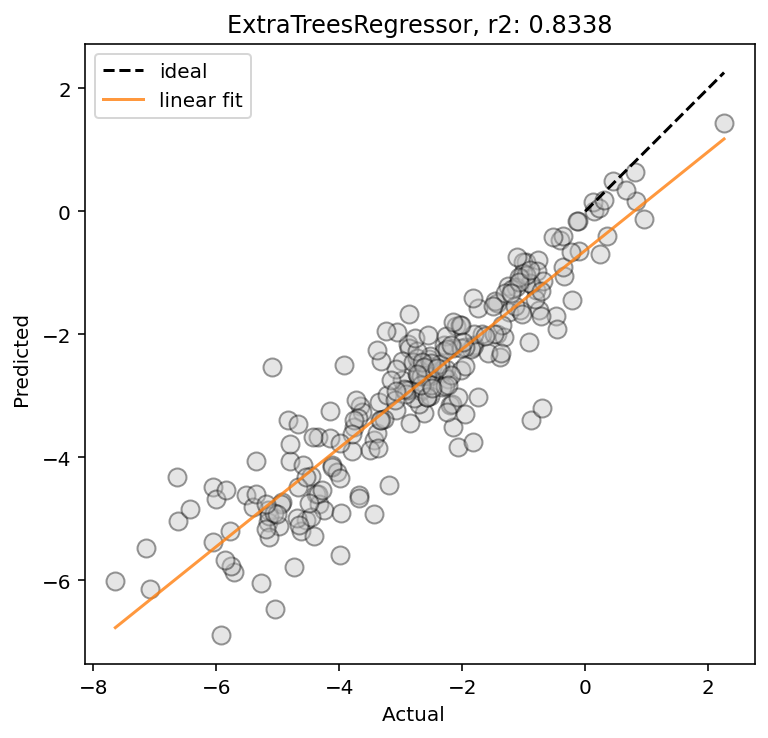 ExtraTreesRegressor, r2: 0.8338
ideal
linear fit
2
0
−2
−4
−6
Predicted
−8 −6 −4 −2 0 2
Actual